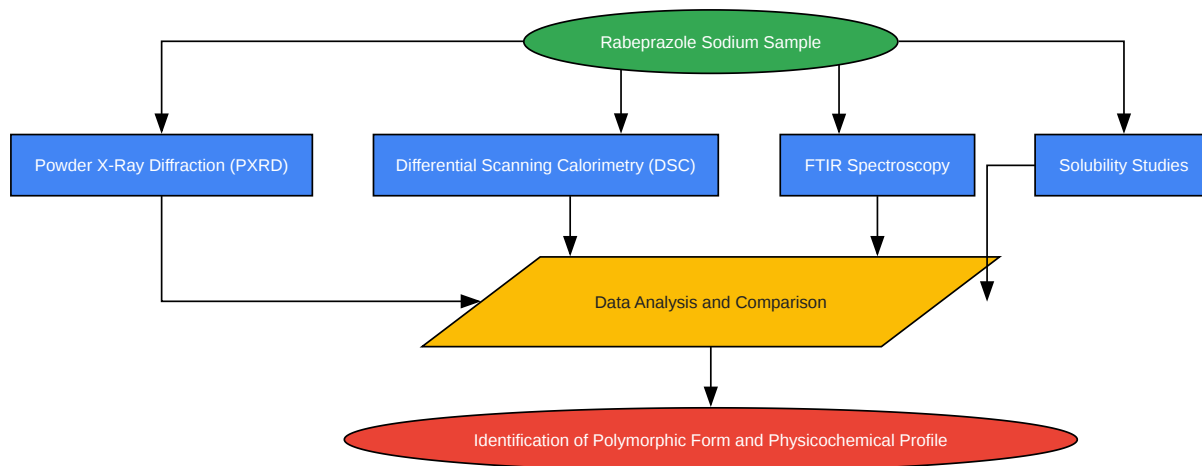 Rabeprazole Sodium Sample
Powder X-Ray Diffraction (PXRD)
Differential Scanning Calorimetry (DSC)
FTIR Spectroscopy
Solubility Studies
Data Analysis and Comparison
Identification of Polymorphic Form and Physicochemical Profile